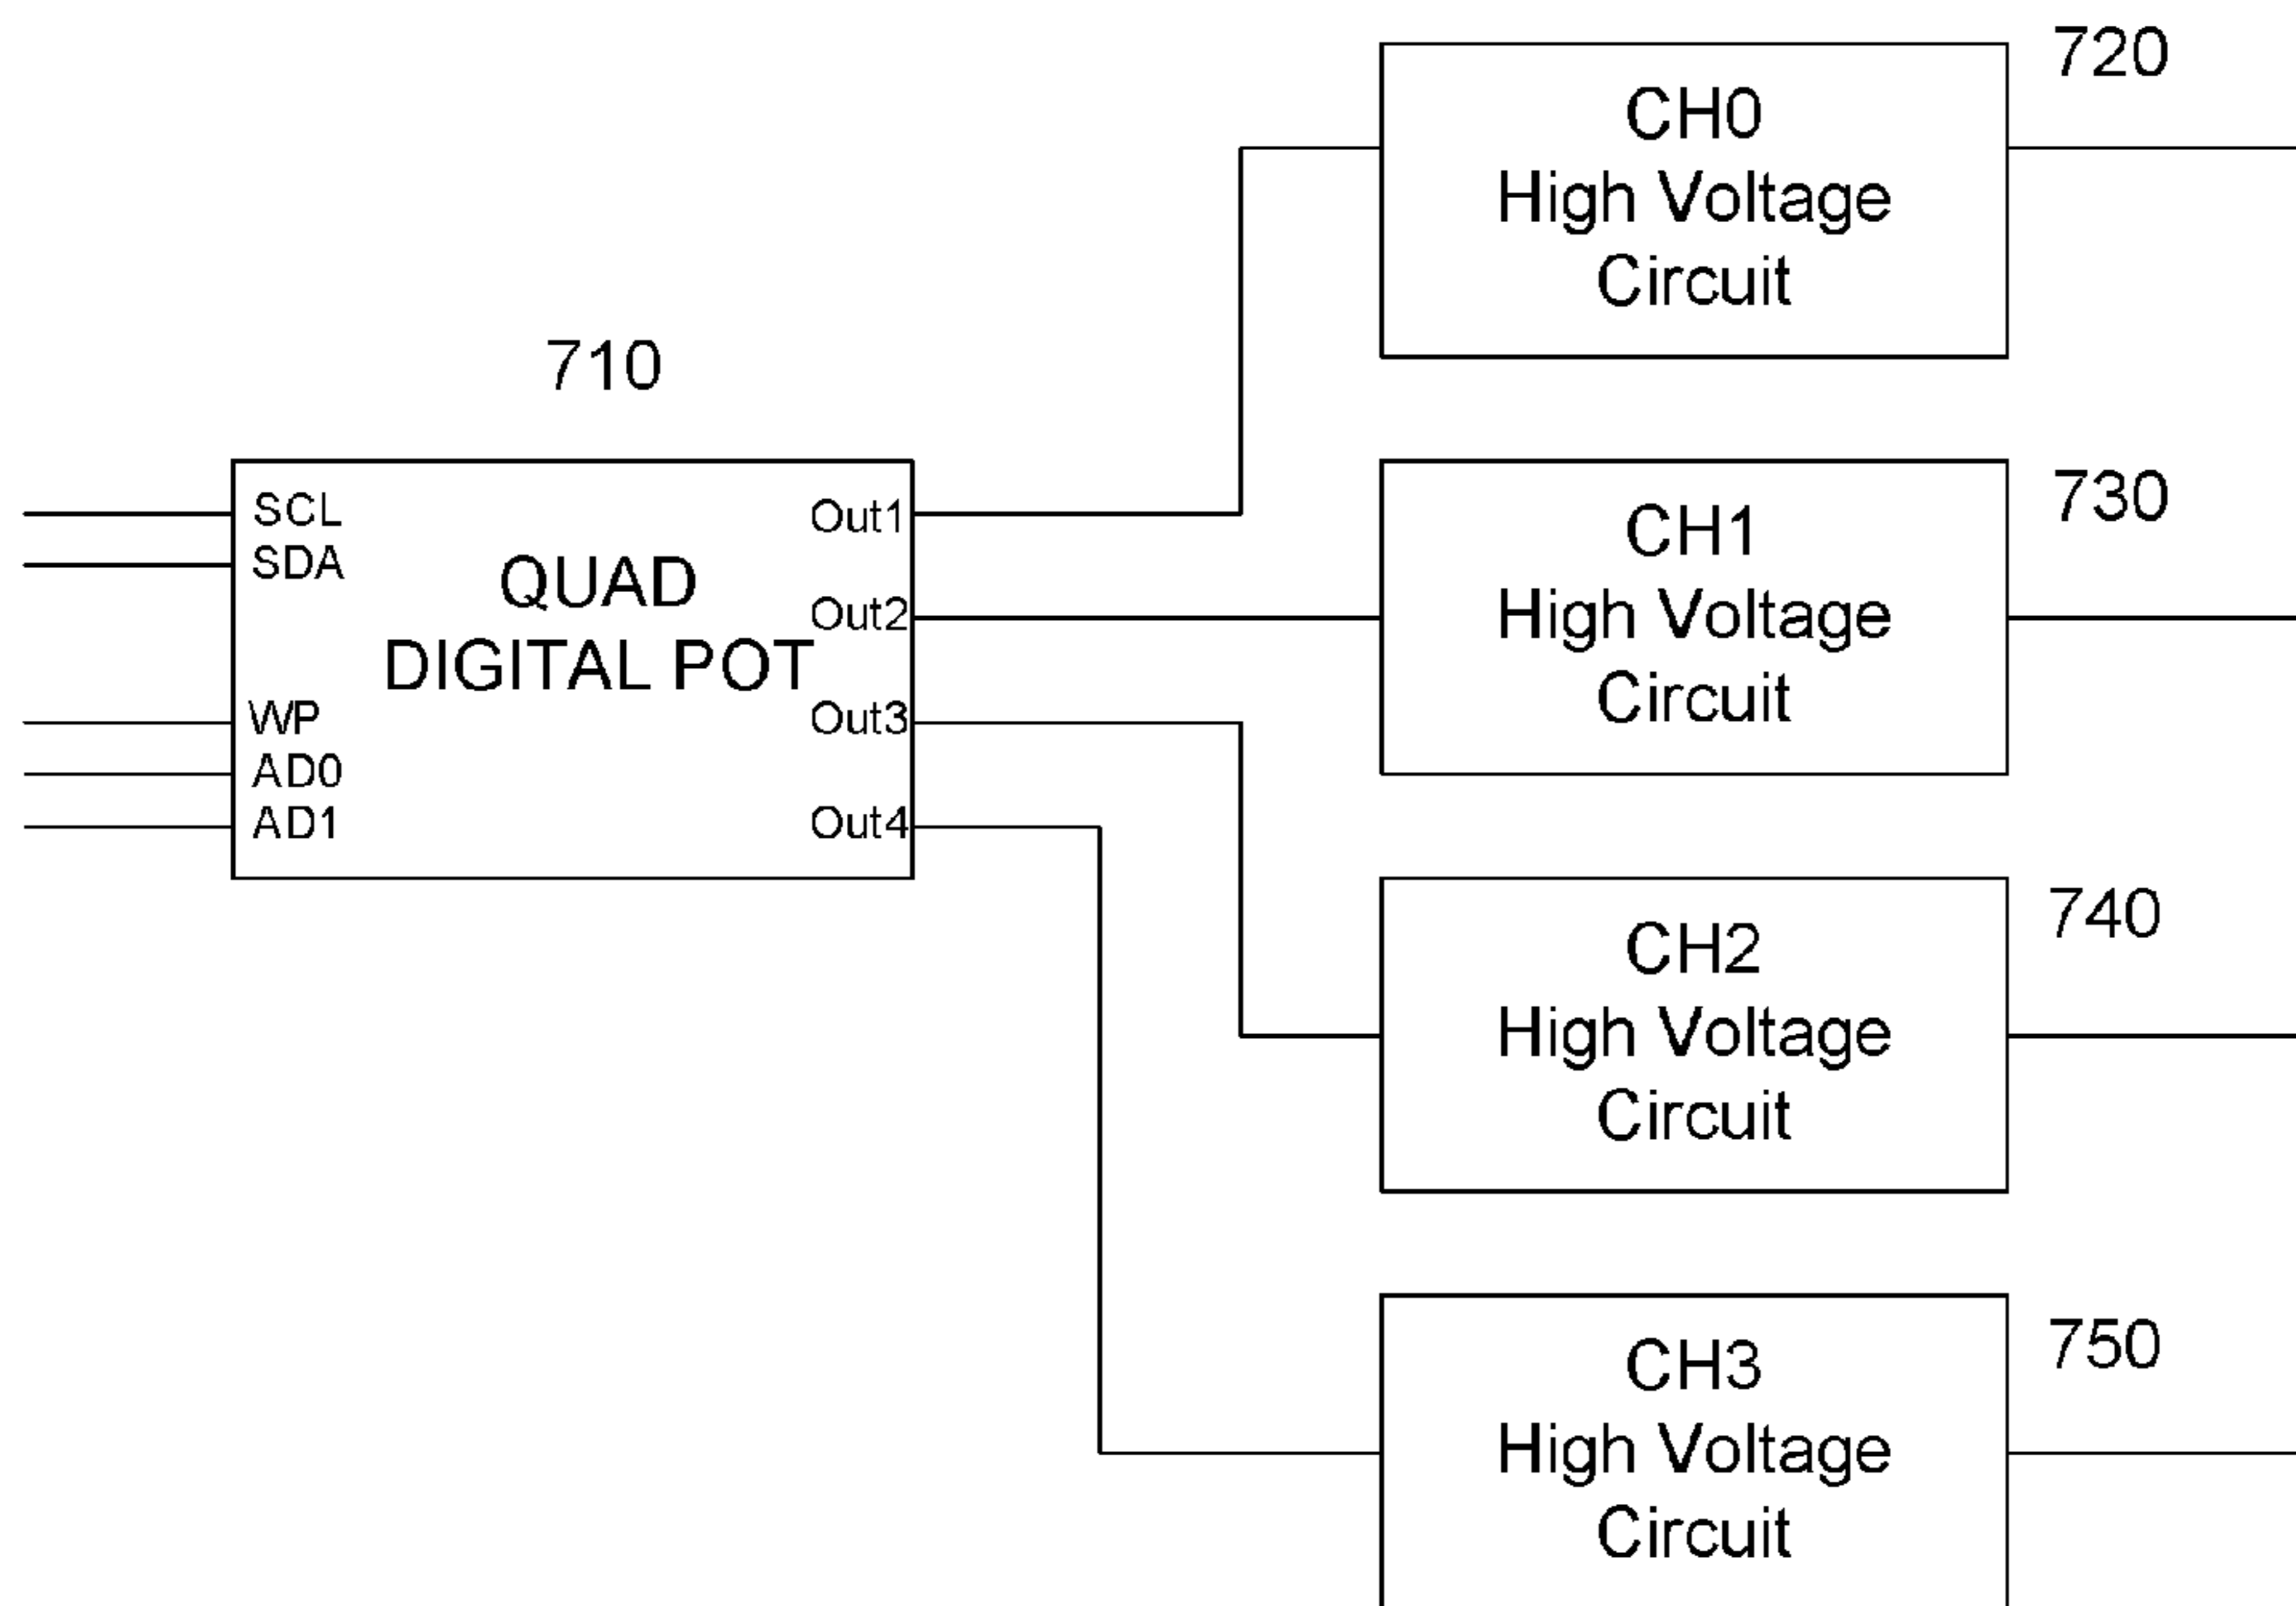 720
CH0
High Voltage
Circuit
710
SCL
SDA
WP
AD0
AD1
QUAD
DIGITAL POT
Out1
Out2
Out3
Out4
730
CH1
High Voltage
Circuit
740
CH2
High Voltage
Circuit
750
CH3
High Voltage
Circuit